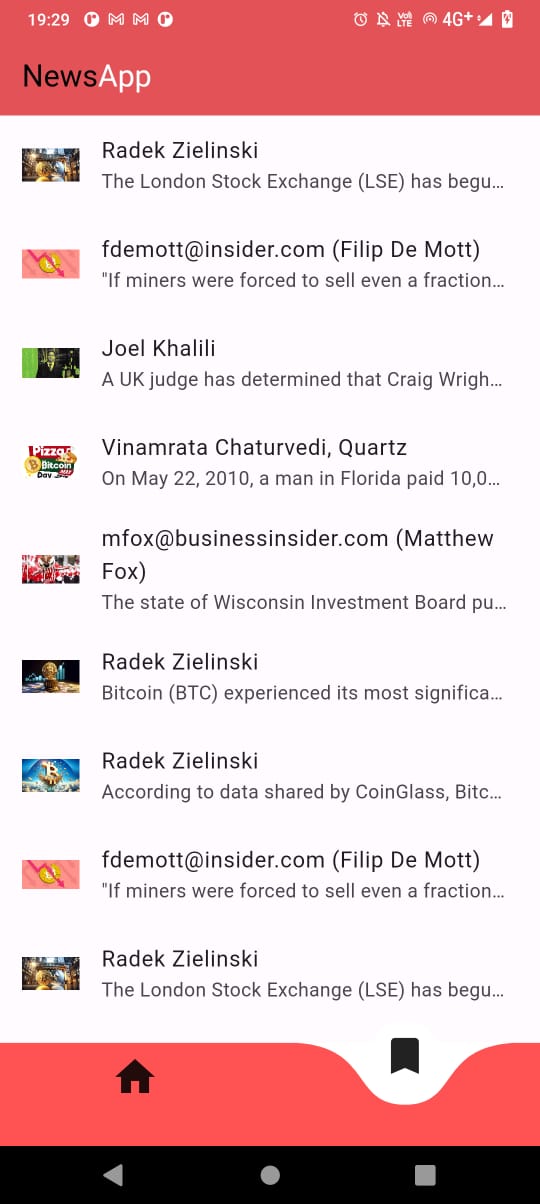 19:29 4G+
NewsApp
Radek Zielinski
The London Stock Exchange (LSE) has begu...
fdemott@insider.com (Filip De Mott)
"If miners were forced to sell even a fraction...
Joel Khalili
A UK judge has determined that Craig Wrigh...
Pizza
Bitcoin
Day
Vinamrata Chaturvedi, Quartz
On May 22, 2010, a man in Florida paid 10,0...
mfox@businessinsider.com (Matthew
Fox)
The state of Wisconsin Investment Board pu...
Radek Zielinski
Bitcoin (BTC) experienced its most significa...
Radek Zielinski
According to data shared by CoinGlass, Bitc...
fdemott@insider.com (Filip De Mott)
"If miners were forced to sell even a fraction...
Radek Zielinski
The London Stock Exchange (LSE) has begu...